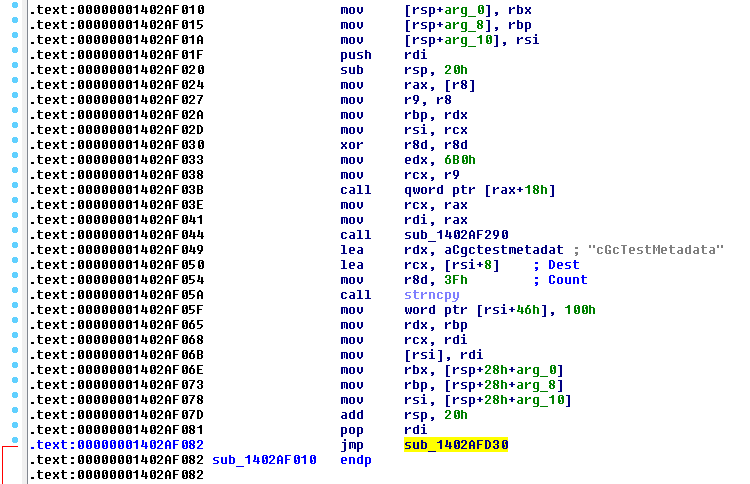 .text:00000001402AF010 mov [rsp+arg_0], rbx
.text:00000001402AF015 mov [rsp+arg_8], rbp
.text:00000001402AF01A mov [rsp+arg_10], rsi
.text:00000001402AF01F push rdi
.text:00000001402AF020 sub rsp, 20h
.text:00000001402AF024 mov rax, [r8]
.text:00000001402AF027 mov r9, r8
.text:00000001402AF02A mov rbp, rdx
.text:00000001402AF02D mov rsi, rcx
.text:00000001402AF030 xor r8d, r8d
.text:00000001402AF033 mov edx, 6B0h
.text:00000001402AF038 mov rcx, r9
.text:00000001402AF03B call qword ptr [rax+18h]
.text:00000001402AF03E mov rcx, rax
.text:00000001402AF041 mov rdi, rax
.text:00000001402AF044 call sub_1402AF290
.text:00000001402AF049 lea rdx, aCgctestmetadat ; "cGcTestMetadata"
.text:00000001402AF050 lea rcx, [rsi+8] ; Dest
.text:00000001402AF054 mov r8d, 3Fh ; Count
.text:00000001402AF05A call strncpy
.text:00000001402AF05F mov word ptr [rsi+46h], 100h
.text:00000001402AF065 mov rdx, rbp
.text:00000001402AF068 mov rcx, rdi
.text:00000001402AF06B mov [rsi], rdi
.text:00000001402AF06E mov rbx, [rsp+28h+arg_0]
.text:00000001402AF073 mov rbp, [rsp+28h+arg_8]
.text:00000001402AF078 mov rsi, [rsp+28h+arg_10]
.text:00000001402AF07D add rsp, 20h
.text:00000001402AF081 pop rdi
.text:00000001402AF082 jmp sub_1402AFD30
.text:00000001402AF082 sub_1402AF010 endp
.text:00000001402AF082